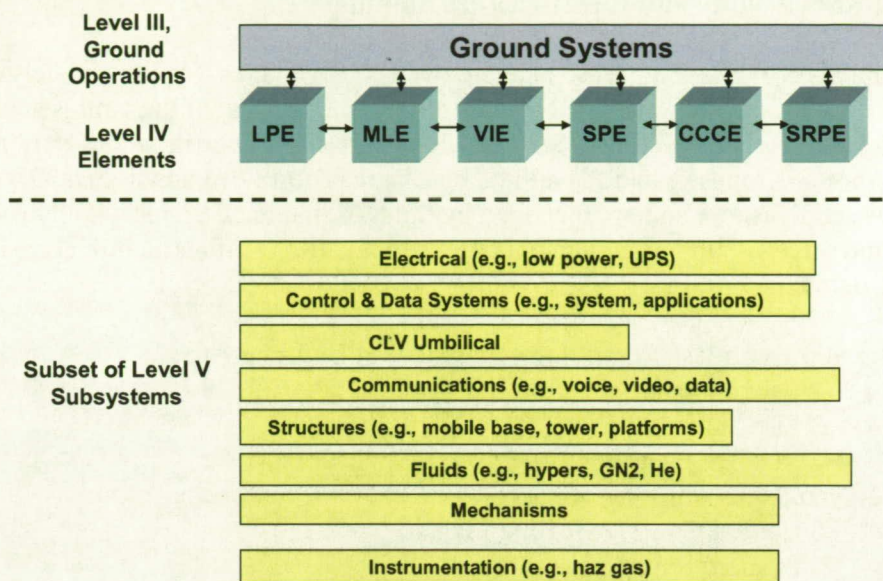 Level III,
Ground
Operations
Ground Systems
Level IV
Elements
LPE
MLE
VIE
SPE
CCCE
SRPE
Electrical (e.g., low power, UPS)
Control & Data Systems (e.g., system, applications)
CLV Umbilical
Subset of Level V
Subsystems
Communications (e.g., voice, video, data)
Structures (e.g., mobile base, tower, platforms)
Fluids (e.g., hypers, GN2, He)
Mechanisms
Instrumentation (e.g., haz gas)